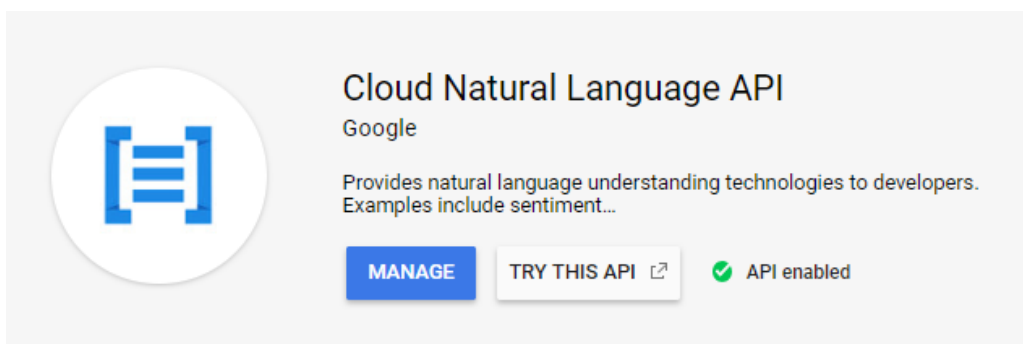 Cloud Natural Language API
Google
Provides natural language understanding technologies to developers.
Examples include sentiment...
MANAGE
TRY THIS API
API enabled